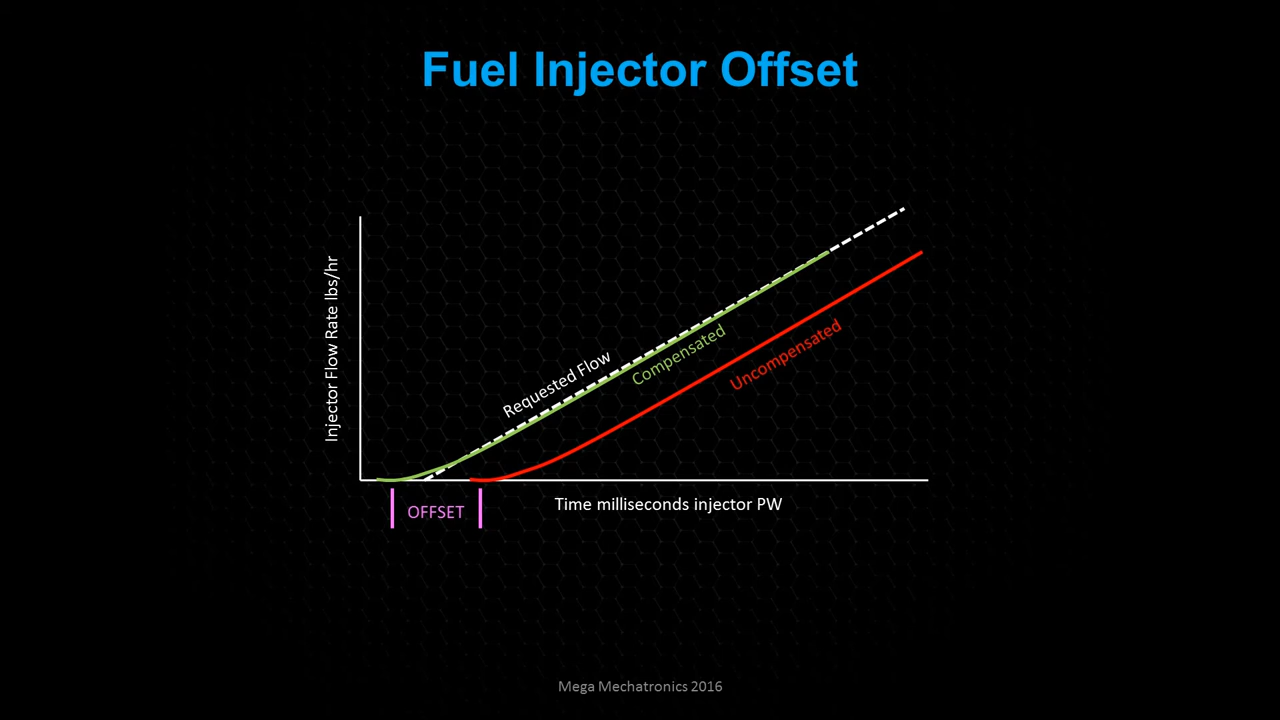 Fuel Injector Offset
Injector Flow Rate lbs/hr
Requested Flow
Compensated
Uncompensated
OFFSET
Time milliseconds injector PW
Mega Mechatronics 2016